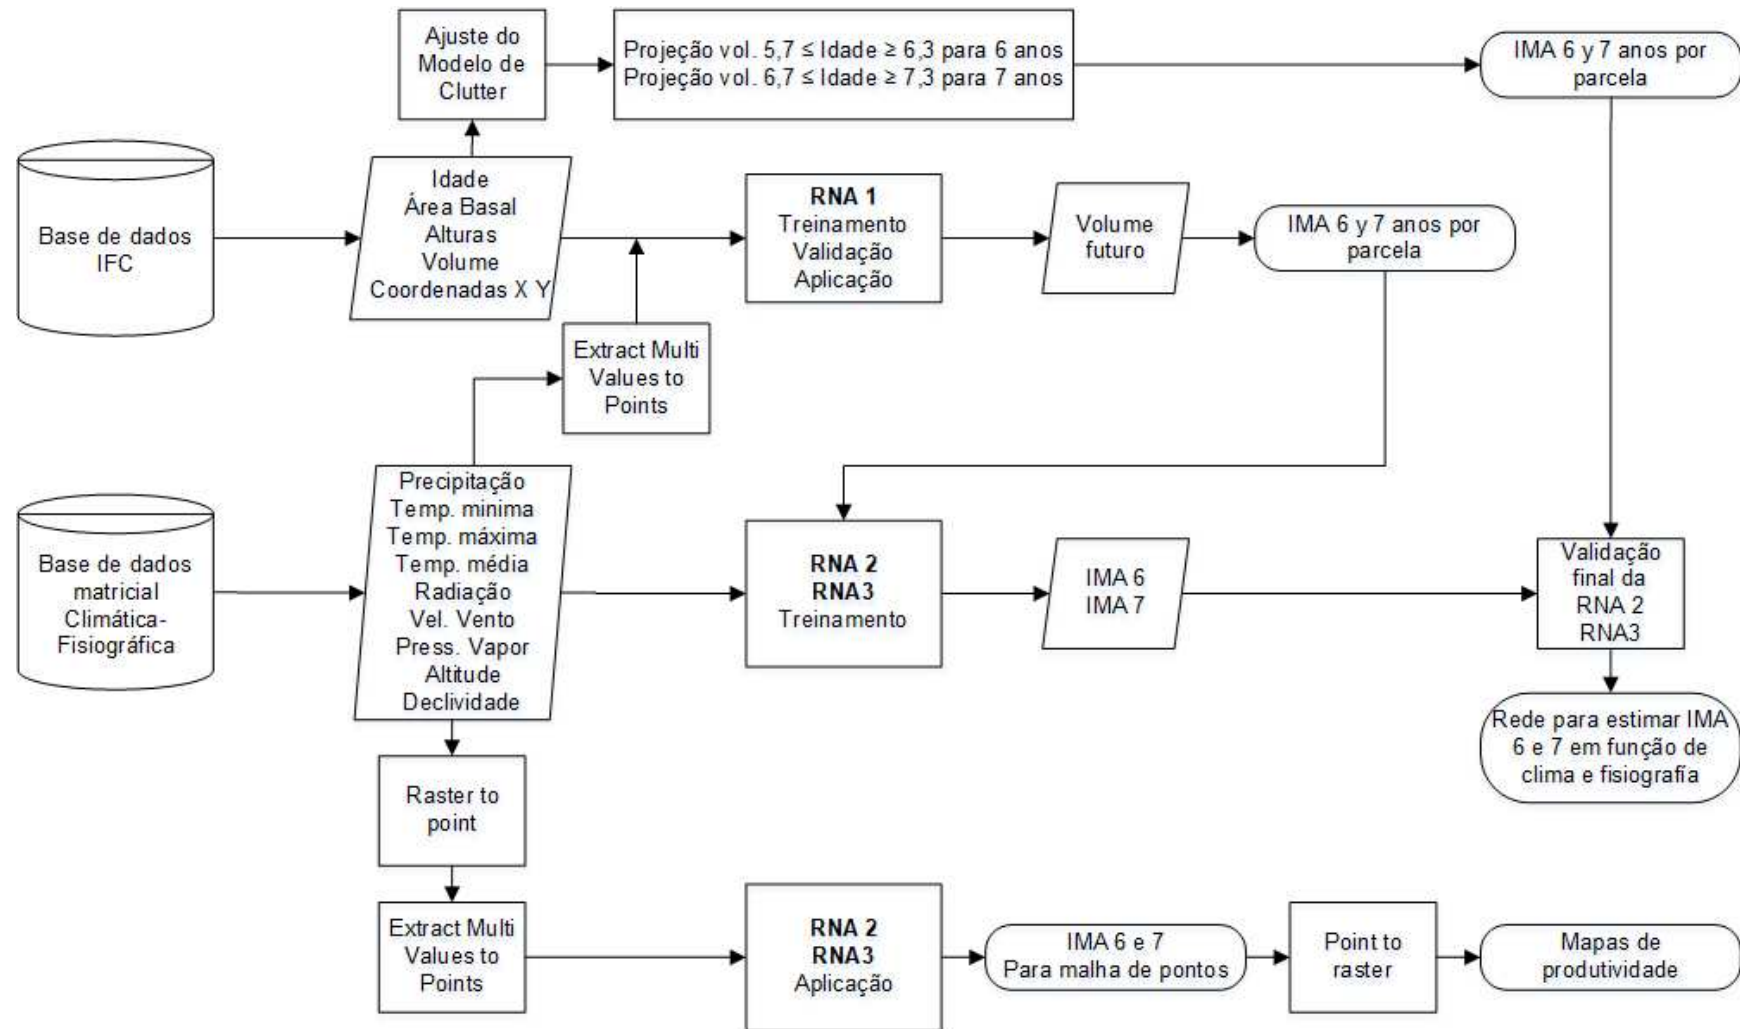 Ajuste do
Modelo de
Clutter
Projeção vol. 5,7 ≤ Idade ≥ 6,3 para 6 anos
Projeção vol. 6,7 ≤ Idade ≥ 7,3 para 7 anos
IMA 6 y 7 anos por
parcela
Base de dados
IFC
Idade
Área Basal
Alturas
Volume
Coordenadas X Y
RNA 1
Treinamento
Validação
Aplicação
Volume
futuro
IMA 6 y 7 anos por
parcela
Extract Multi
Values to
Points
Base de dados
matricial
Climática-
Fisiográfica
Precipitação
Temp. minima
Temp. máxima
Temp. média
Radiação
Vel. Vento
Press. Vapor
Altitude
Declividade
RNA 2
RNA3
Treinamento
IMA 6
IMA 7
Validação
final da
RNA 2
RNA3
Rede para estimar IMA
6 e 7 em função de
clima e fisiografía
Raster to
point
Extract Multi
Values to
Points
RNA 2
RNA3
Aplicação
IMA 6 e 7
Para malha de pontos
Point to
raster
Mapas de
produtividade